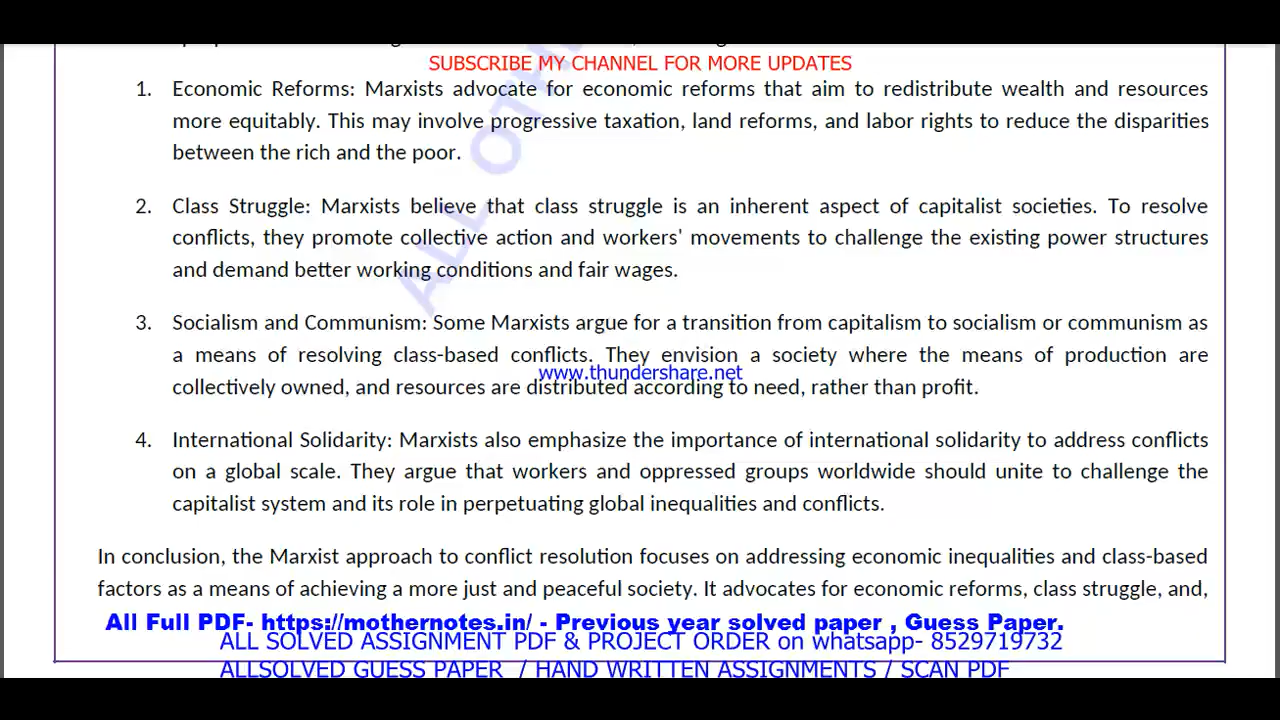 SUBSCRIBE MY CHANNEL FOR MORE UPDATES
1. Economic Reforms: Marxists advocate for economic reforms that aim to redistribute wealth and resources
more equitably. This may involve progressive taxation, land reforms, and labor rights to reduce the disparities
between the rich and the poor.
2. Class Struggle: Marxists believe that class struggle is an inherent aspect of capitalist societies. To resolve
conflicts, they promote collective action and workers' movements to challenge the existing power structures
and demand better working conditions and fair wages.
3. Socialism and Communism: Some Marxists argue for a transition from capitalism to socialism or communism as
a means of resolving class-based conflicts. They envision a society where the means of production are
www.thundershare.net
collectively owned, and resources are distributed according to need, rather than profit.
4. International Solidarity: Marxists also emphasize the importance of international solidarity to address conflicts
on a global scale. They argue that workers and oppressed groups worldwide should unite to challenge the
capitalist system and its role in perpetuating global inequalities and conflicts.
In conclusion, the Marxist approach to conflict resolution focuses on addressing economic inequalities and class-based
factors as a means of achieving a more just and peaceful society. It advocates for economic reforms, class struggle, and,
All Full PDF- https://mothernotes.in/ - Previous year solved paper , Guess Paper.
ALL SOLVED ASSIGNMENT PDF & PROJECT ORDER on whatsapp- 8529719732
ALLSOLVED GUESS PAPER / HAND WRITTEN ASSIGNMENTS / SCAN PDF
ALL